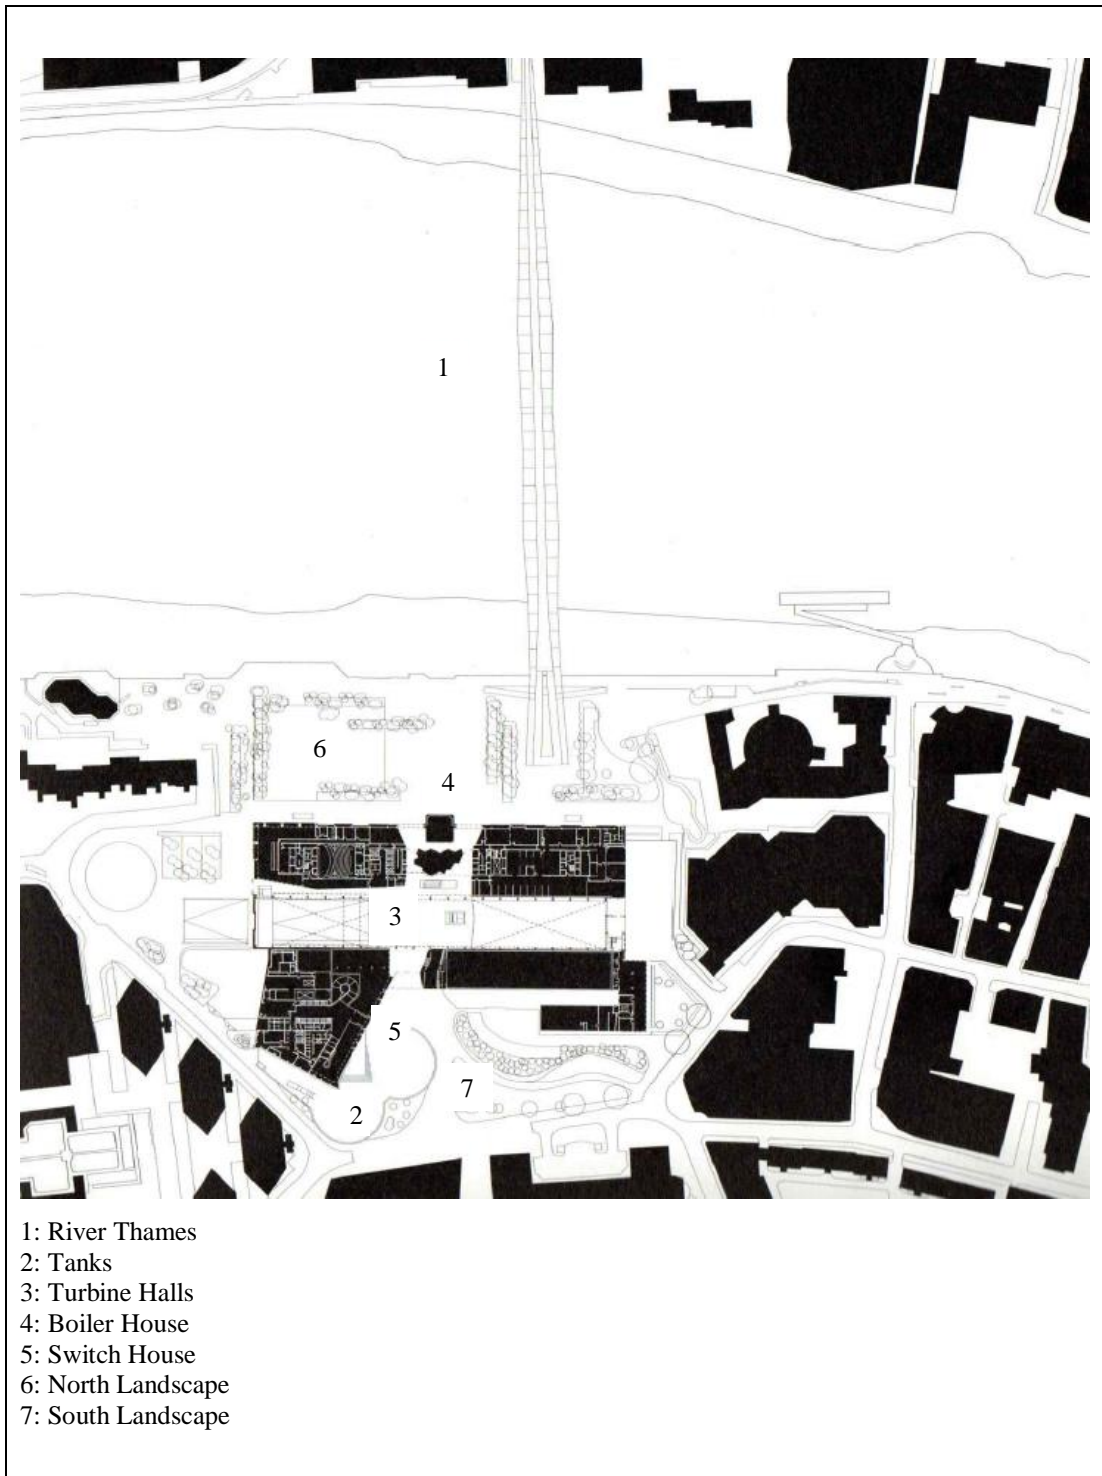 1
6
4
3
5
7
2
1: River Thames
2: Tanks
3: Turbine Halls
4: Boiler House
5: Switch House
6: North Landscape
7: South Landscape